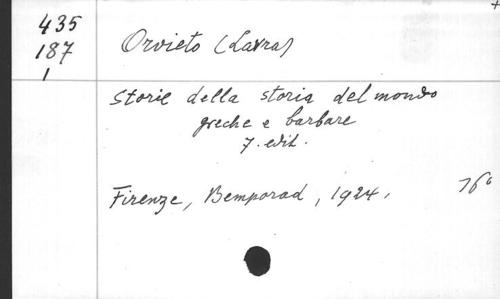 435
187
1
Orvieto (Laura)
Storie della storia del mondo
greche e barbare
7. edit.
Firenze, Bemporad, 1924,
16°